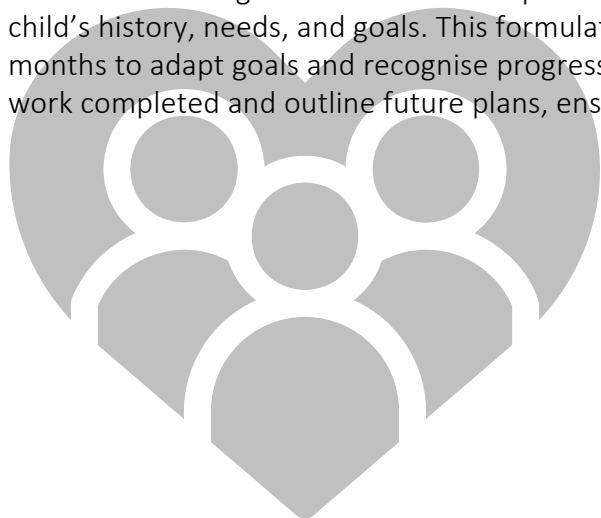 child’s history, needs, and goals. This formulat
months to adapt goals and recognise progress
work completed and outline future plans, ens